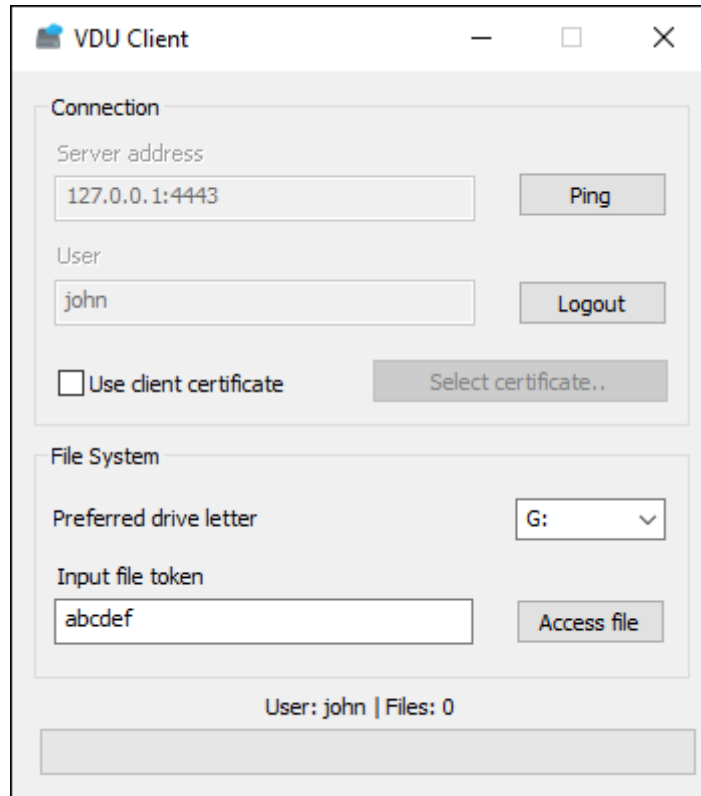 VDU Client
Connection
Server address
127.0.0.1:4443
Ping
User
john
Logout
Use client certificate
Select certificate..
File System
Preferred drive letter
G:
Input file token
abcdef
Access file
User: john | Files: 0